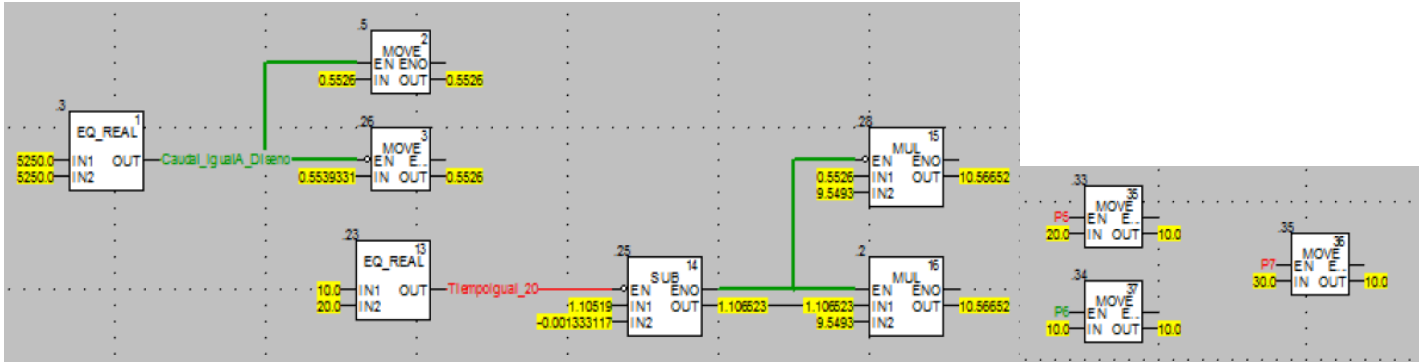 .5
2
MOVE
EN ENO
0.5526 IN OUT 0.5526
.3
1
EQ_REAL
5250.0 IN1 OUT Caudal_IgualA_Diseno
5250.0 IN2
.26
3
MOVE
EN E...
0.5539331 IN OUT 0.5526
.28
15
MUL
EN ENO
0.5526 IN1 OUT 10.56652
9.5493 IN2
.23
13
EQ_REAL
10.0 IN1 OUT TiempoIgual_20
20.0 IN2
.25
14
SUB
EN ENO
1.10519 IN1 OUT 1.106523
-0.001333117 IN2
.2
16
MUL
EN ENO
1.106523 IN1 OUT 10.56652
9.5493 IN2
.33
35
MOVE
P5 EN E...
20.0 IN OUT 10.0
.34
37
MOVE
P6 EN E...
10.0 IN OUT 10.0
.35
36
MOVE
P7 EN E...
30.0 IN OUT 10.0